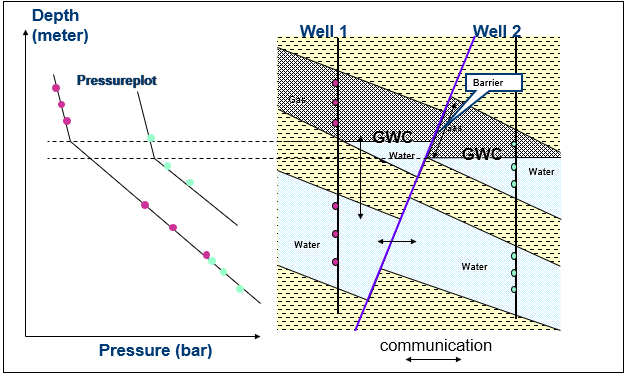 Depth
(meter)
Pressureplot
Well 1
Well 2
Barrier
Gas
Gas
GWC
Water
GWC
Water
Water
Water
Pressure (bar)
communication